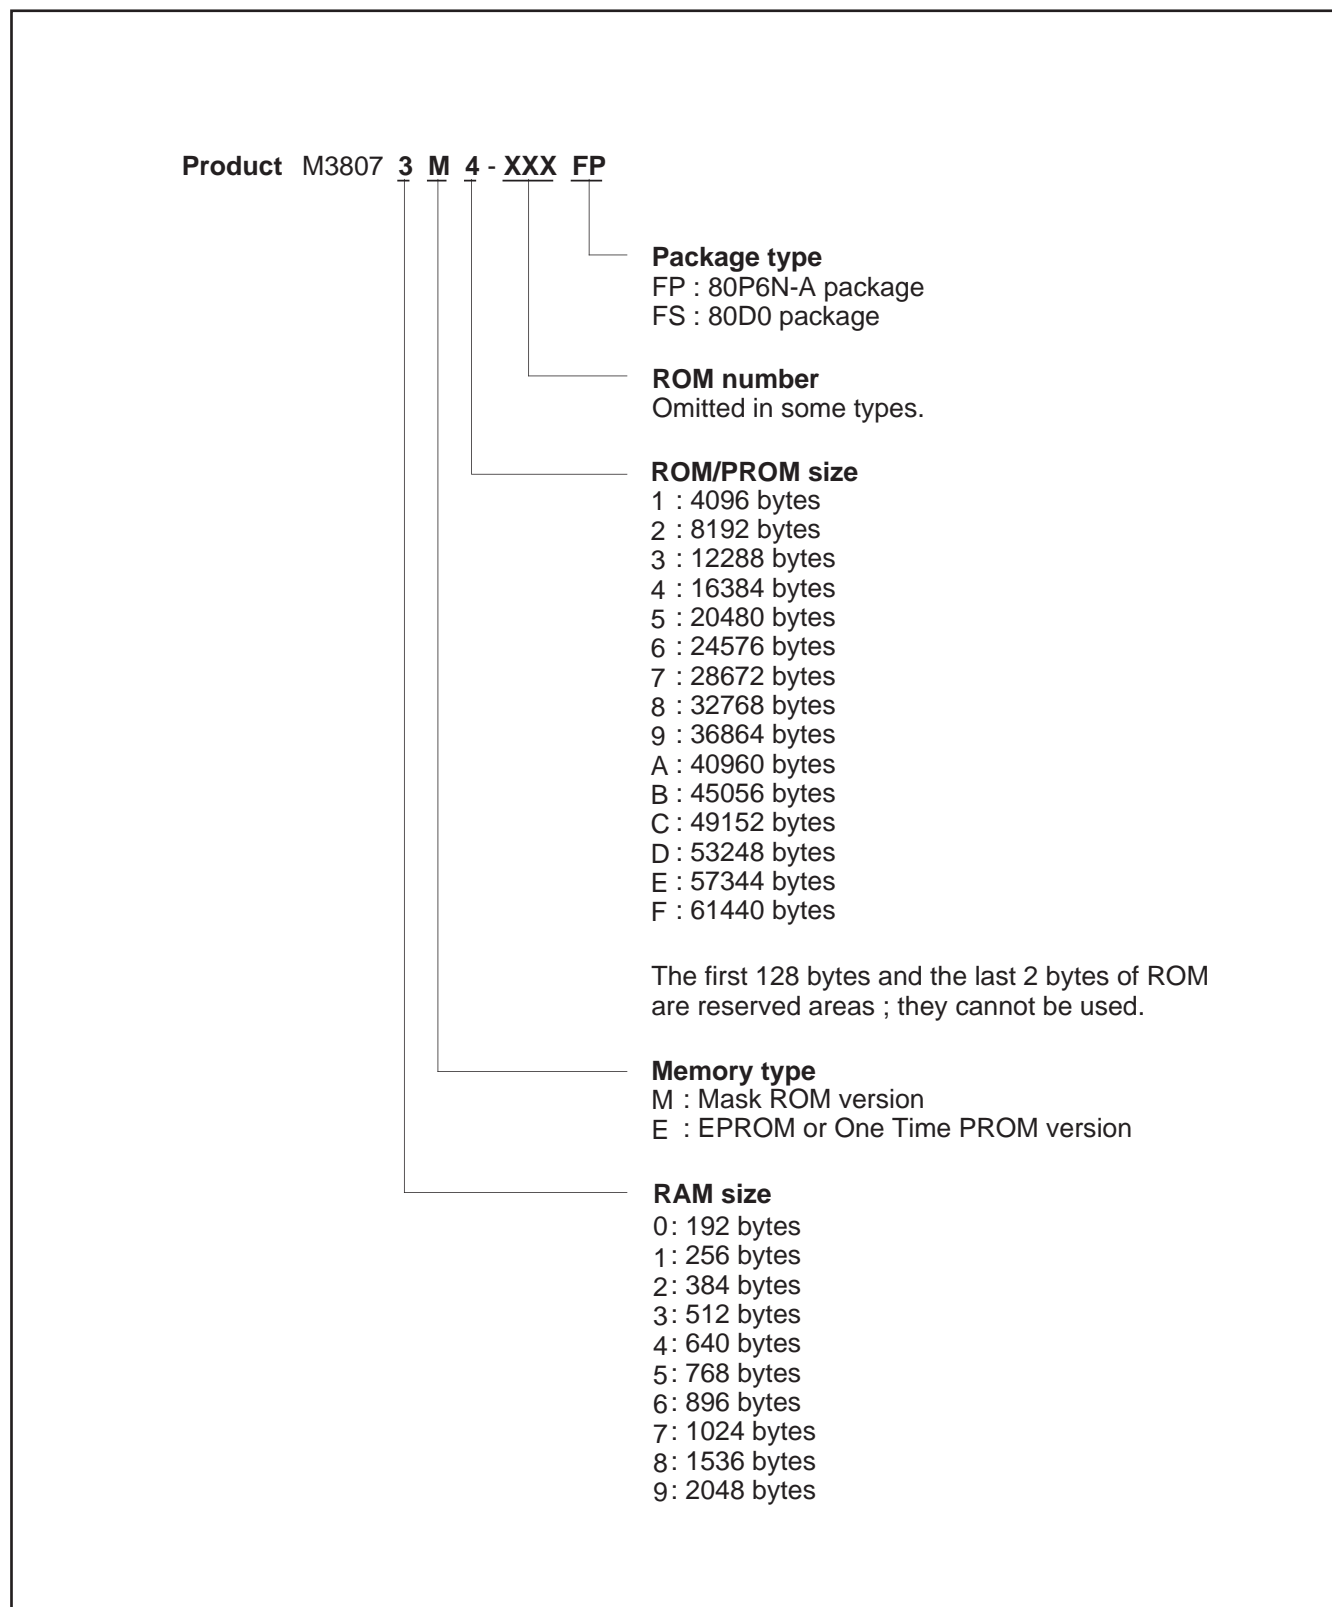 Product M3807 3 M 4 - XXX FP
Package type
FP : 80P6N-A package
FS : 80D0 package
ROM number
Omitted in some types.
ROM/PROM size
1 : 4096 bytes
2 : 8192 bytes
3 : 12288 bytes
4 : 16384 bytes
5 : 20480 bytes
6 : 24576 bytes
7 : 28672 bytes
8 : 32768 bytes
9 : 36864 bytes
A : 40960 bytes
B : 45056 bytes
C : 49152 bytes
D : 53248 bytes
E : 57344 bytes
F : 61440 bytes
The first 128 bytes and the last 2 bytes of ROM
are reserved areas ; they cannot be used.
Memory type
M : Mask ROM version
E : EPROM or One Time PROM version
RAM size
0: 192 bytes
1: 256 bytes
2: 384 bytes
3: 512 bytes
4: 640 bytes
5: 768 bytes
6: 896 bytes
7: 1024 bytes
8: 1536 bytes
9: 2048 bytes